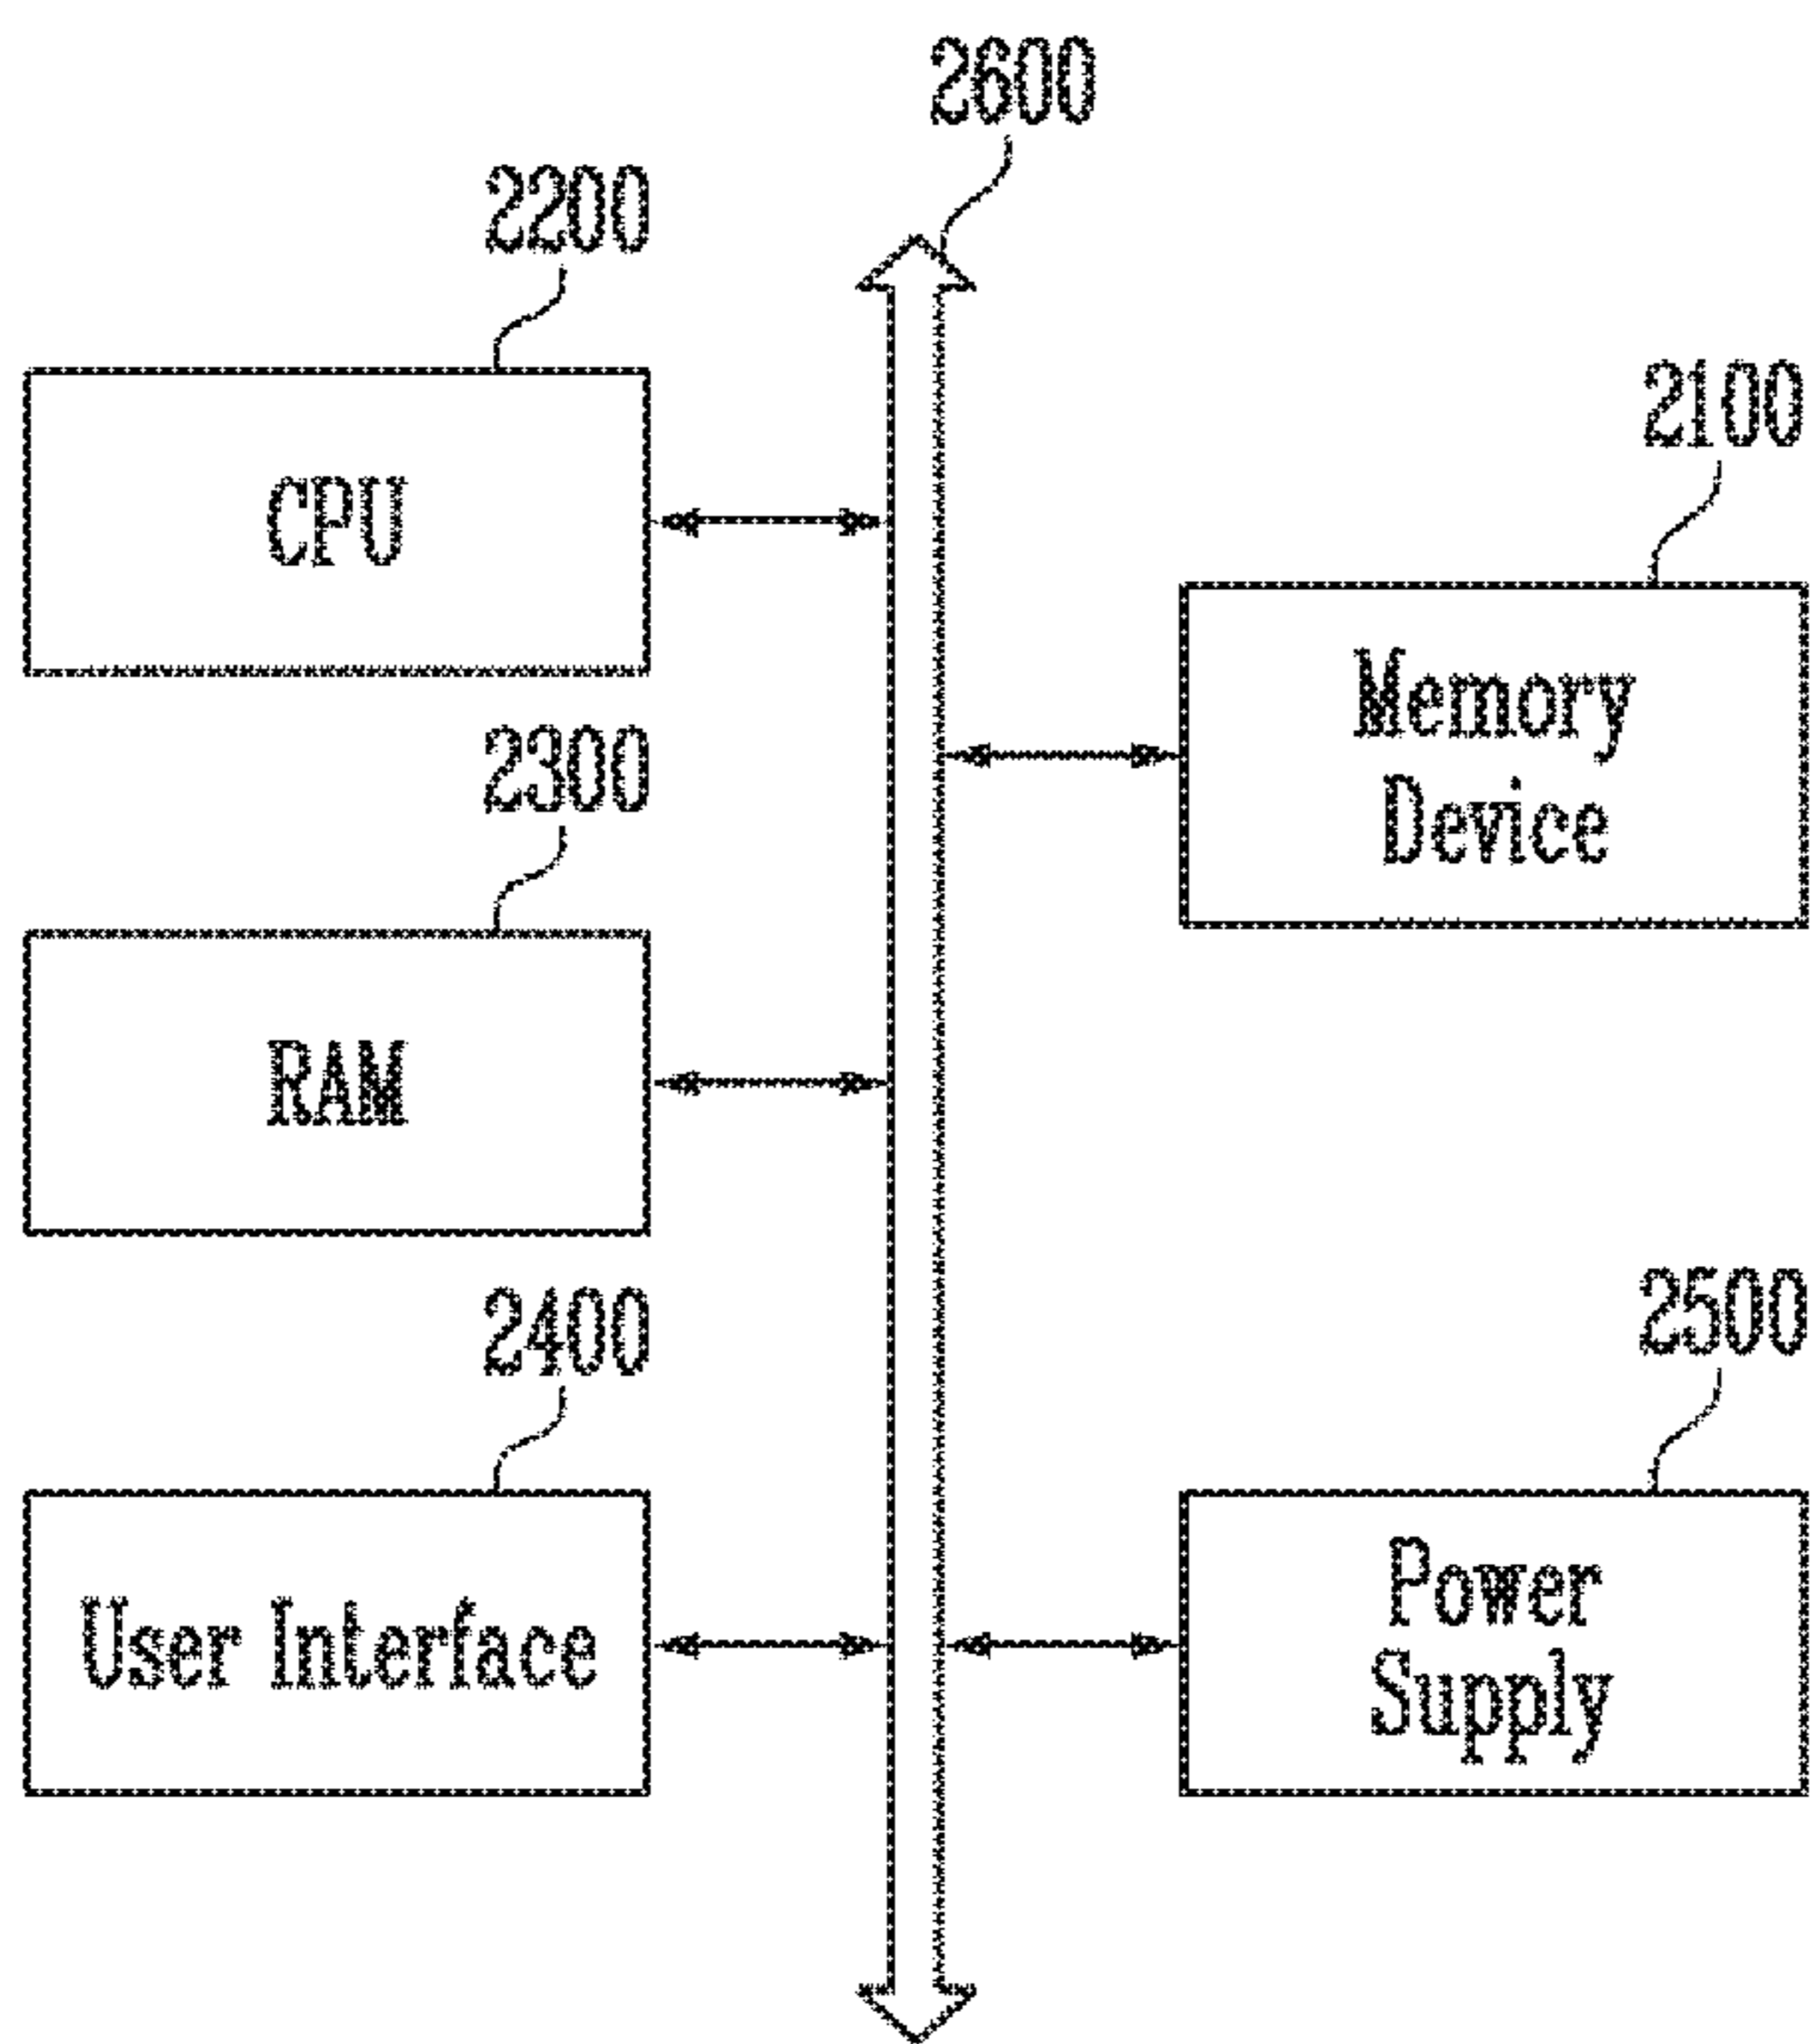 2600
2200
CPU
2100
Memory
Device
2300
RAM
2400
User Interface
2500
Power
Supply